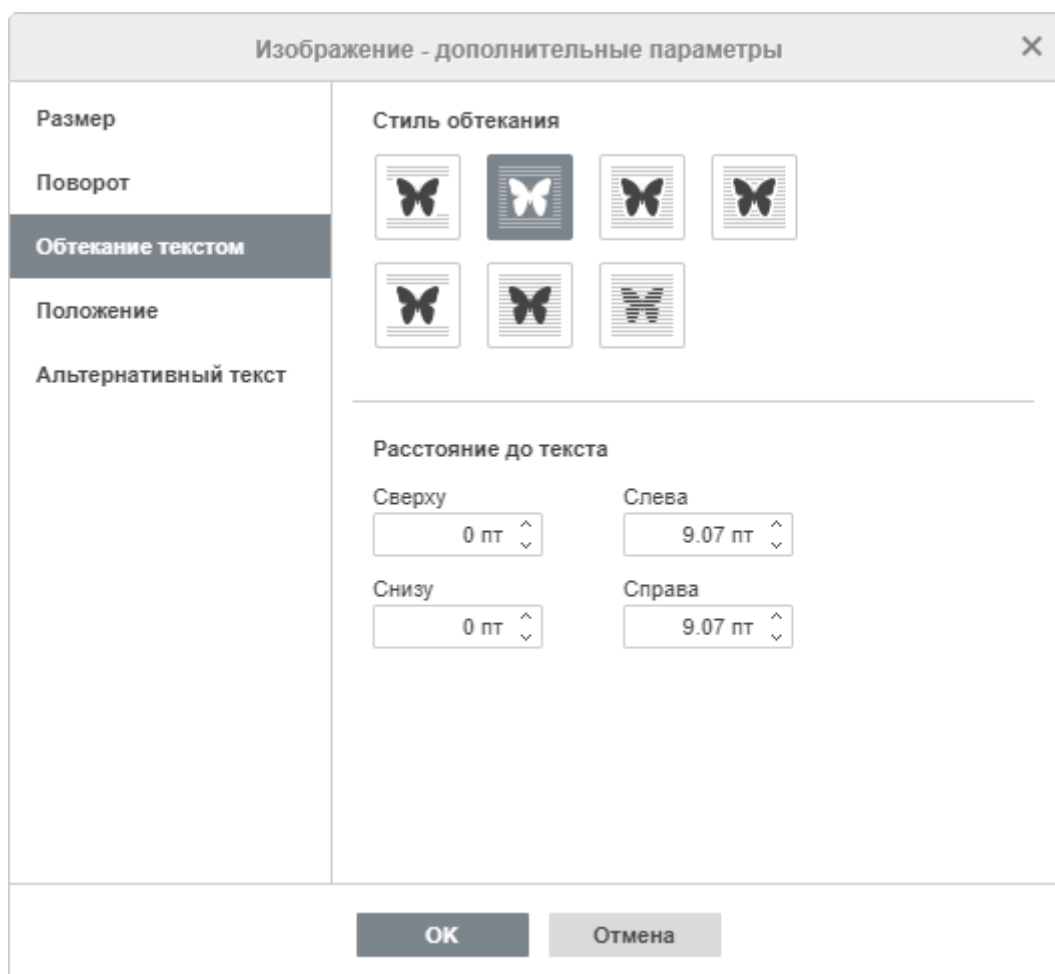 Изображение - дополнительные параметры
Размер
Поворот
Обтекание текстом
Положение
Альтернативный текст
Стиль обтекания
Расстояние до текста
Сверху Слева
0 пт 9.07 пт
Снизу Справа
0 пт 9.07 пт
OK Отмена